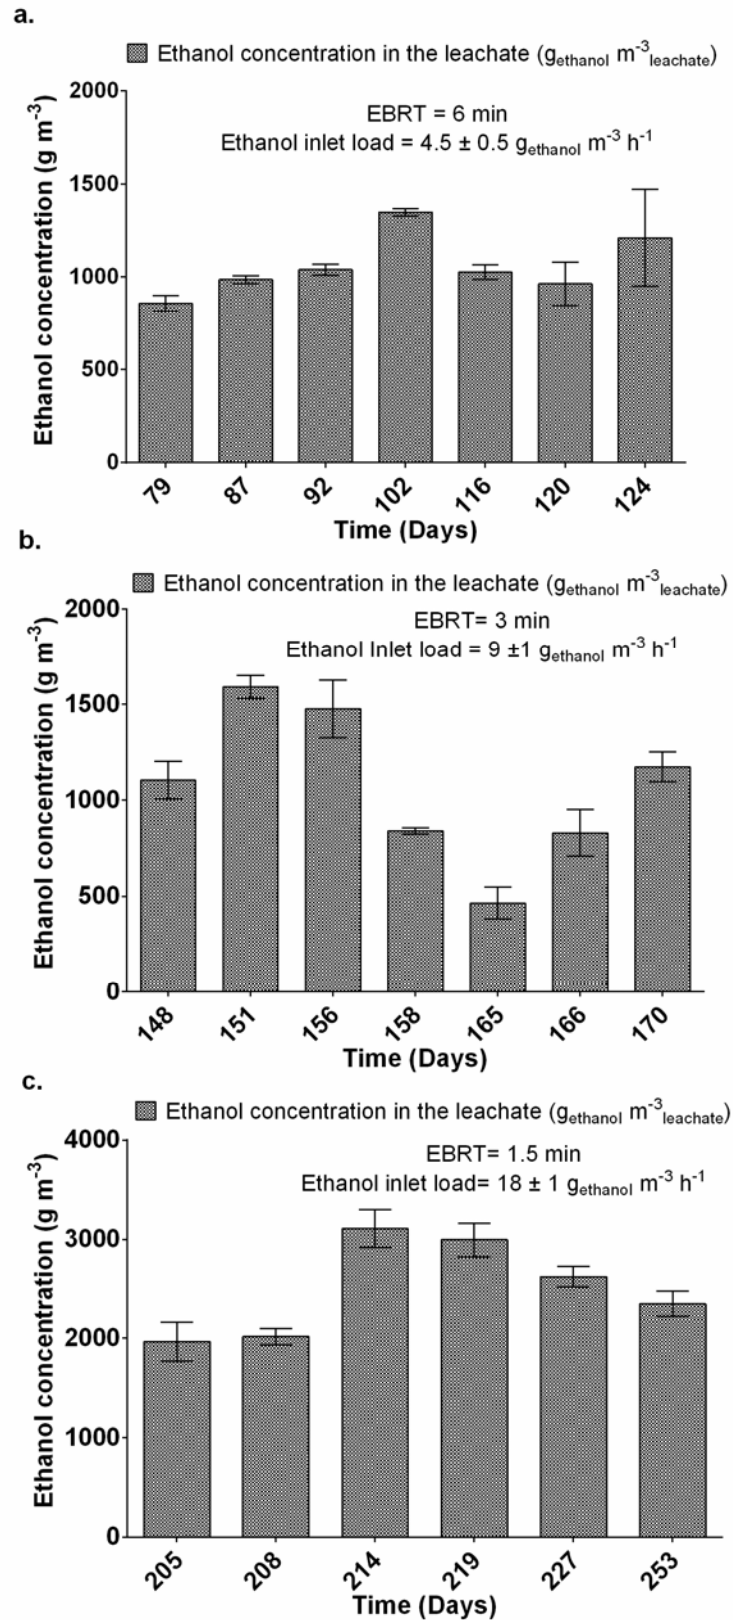 a.
Ethanol concentration in the leachate (gethanol m-3leachate)
EBRT = 6 min
Ethanol inlet load = 4.5 ± 0.5 gethanol m-3 h-1
Ethanol concentration (g m-3)
2000
1500
1000
500
0
79 87 92 102 116 120 124
Time (Days)
b.
Ethanol concentration in the leachate (gethanol m-3leachate)
EBRT= 3 min
Ethanol Inlet load = 9 ±1 gethanol m-3 h-1
Ethanol concentration (g m-3)
2000
1500
1000
500
0
148 151 156 158 165 166 170
Time (Days)
c.
Ethanol concentration in the leachate (gethanol m-3leachate)
EBRT= 1.5 min
Ethanol inlet load= 18 ± 1 gethanol m-3 h-1
Ethanol concentration (g m-3)
4000
3000
2000
1000
0
205 208 214 219 227 253
Time (Days)